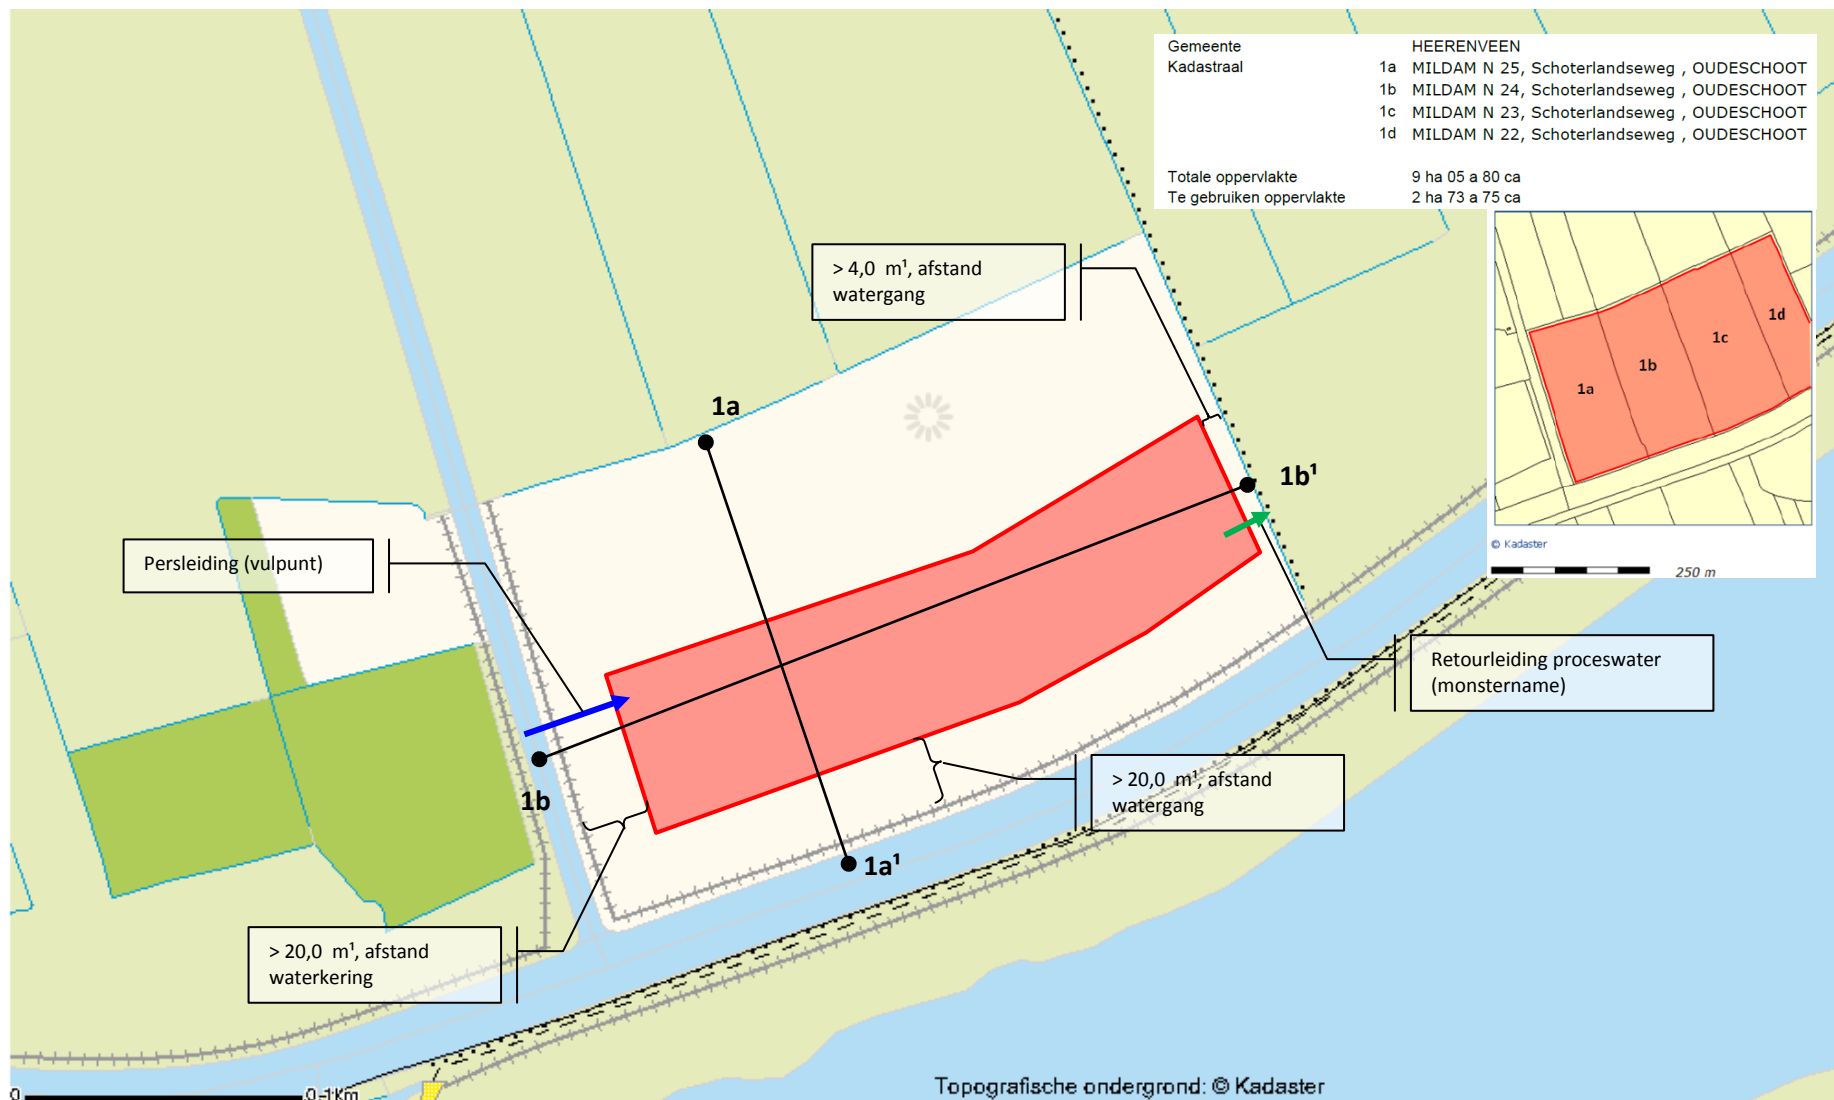 Gemeente HEERENVEEN
Kadastraal 1a MILDAM N 25, Schoterlandseweg , OUDESCHOOT
1b MILDAM N 24, Schoterlandseweg , OUDESCHOOT
1c MILDAM N 23, Schoterlandseweg , OUDESCHOOT
1d MILDAM N 22, Schoterlandseweg , OUDESCHOOT
Totale oppervlakte 9 ha 05 a 80 ca
Te gebruiken oppervlakte 2 ha 73 a 75 ca
> 4,0 m¹, afstand
watergang
1d
1c
1b
1a
1a
1b¹
© Kadaster
250 m
Persleiding (vulpunt)
Retourleiding proceswater
(monstername)
1b
> 20,0 m¹, afstand
watergang
1a¹
> 20,0 m¹, afstand
waterkering
Topografische ondergrond: © Kadaster
0 0-1Km